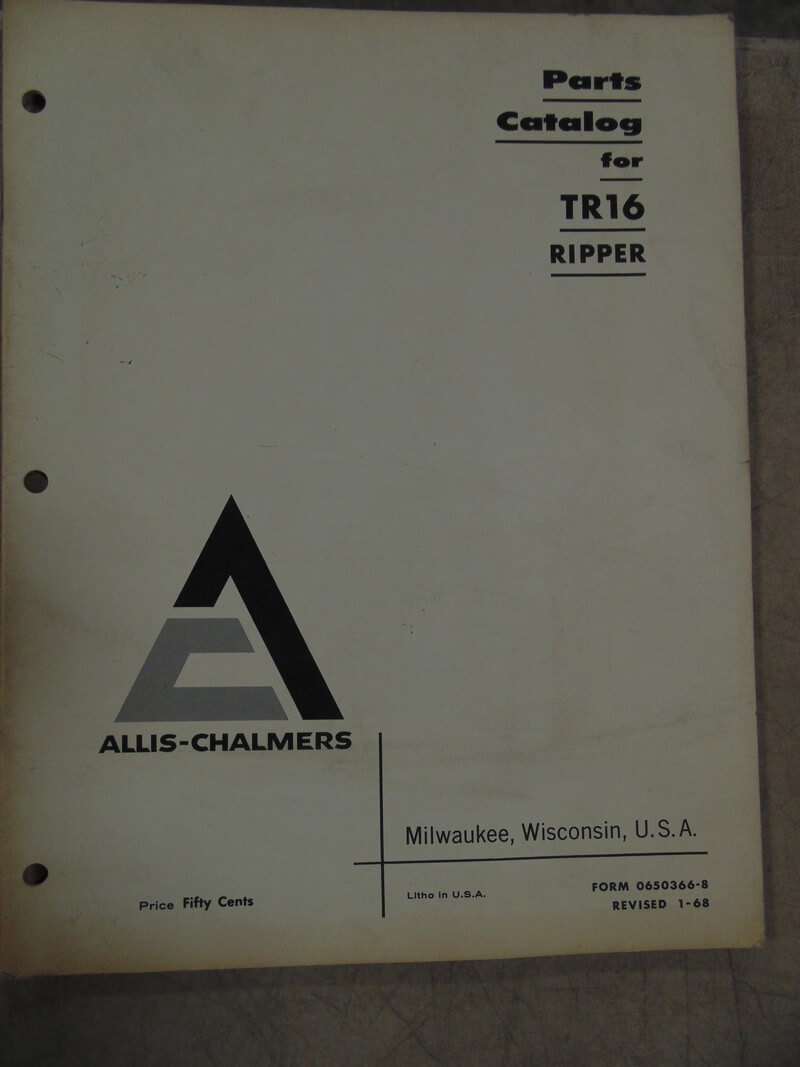 Parts
Catalog
for
TR16
RIPPER
ALLIS-CHALMERS
Milwaukee, Wisconsin, U.S.A.
Price Fifty Cents
Litho in U.S.A.
FORM 0650366-8
REVISED 1-68